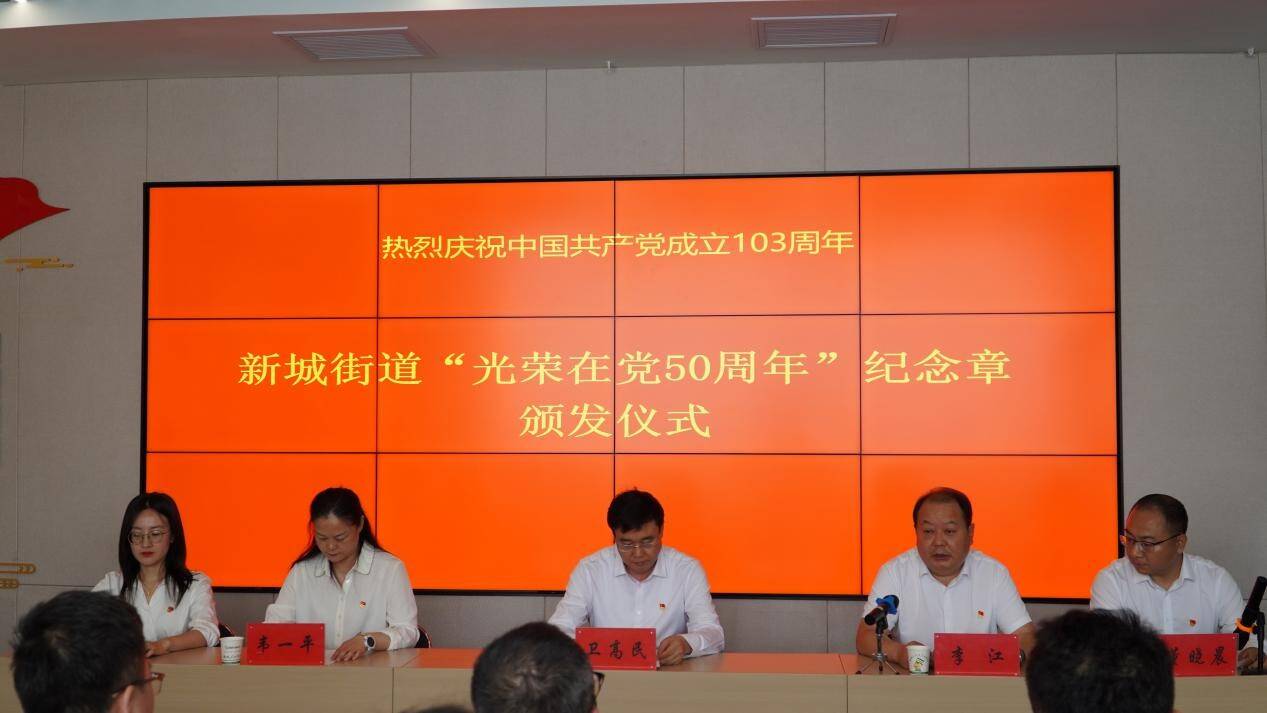 热烈庆祝中国共产党成立103周年
新城街道“光荣在党50周年”纪念章
颁发仪式
韦一平
卫高民
李江
晓晨